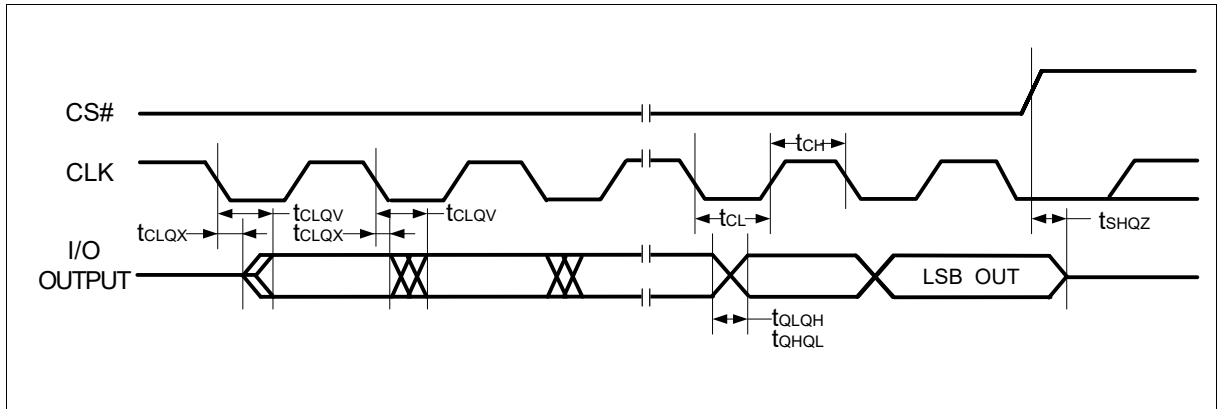 CS#
CLK
tCH
tCLQV
tCLQV
tCLQX
tCLQX
tCL
tSHQZ
I/O
OUTPUT
LSB OUT
tQLQH
tQHQL